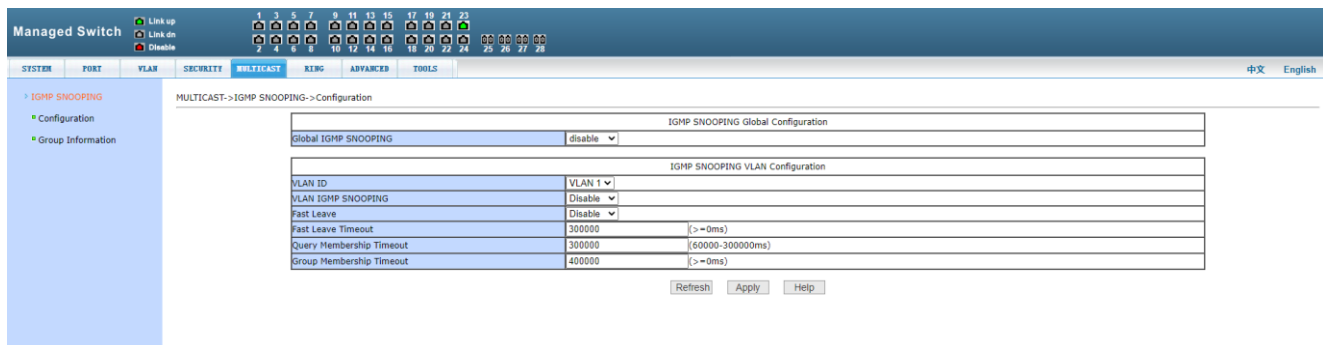 Managed Switch
Link up
Link dn
Disable
1 3 5 7 9 11 13 15 17 19 21 23
2 4 6 8 10 12 14 16 18 20 22 24 25 26 27 28
SYSTEM PORT VLAN SECURITY MULTICAST RING ADVANCED TOOLS 中文 English
IGMP SNOOPING
Configuration
Group Information
MULTICAST->IGMP SNOOPING->Configuration
IGMP SNOOPING Global Configuration
Global IGMP SNOOPING disable
IGMP SNOOPING VLAN Configuration
VLAN ID VLAN 1
VLAN IGMP SNOOPING Disable
Fast Leave Disable
Fast Leave Timeout 300000 (>=0ms)
Query Membership Timeout 300000 (60000-300000ms)
Group Membership Timeout 400000 (>=0ms)
Refresh Apply Help